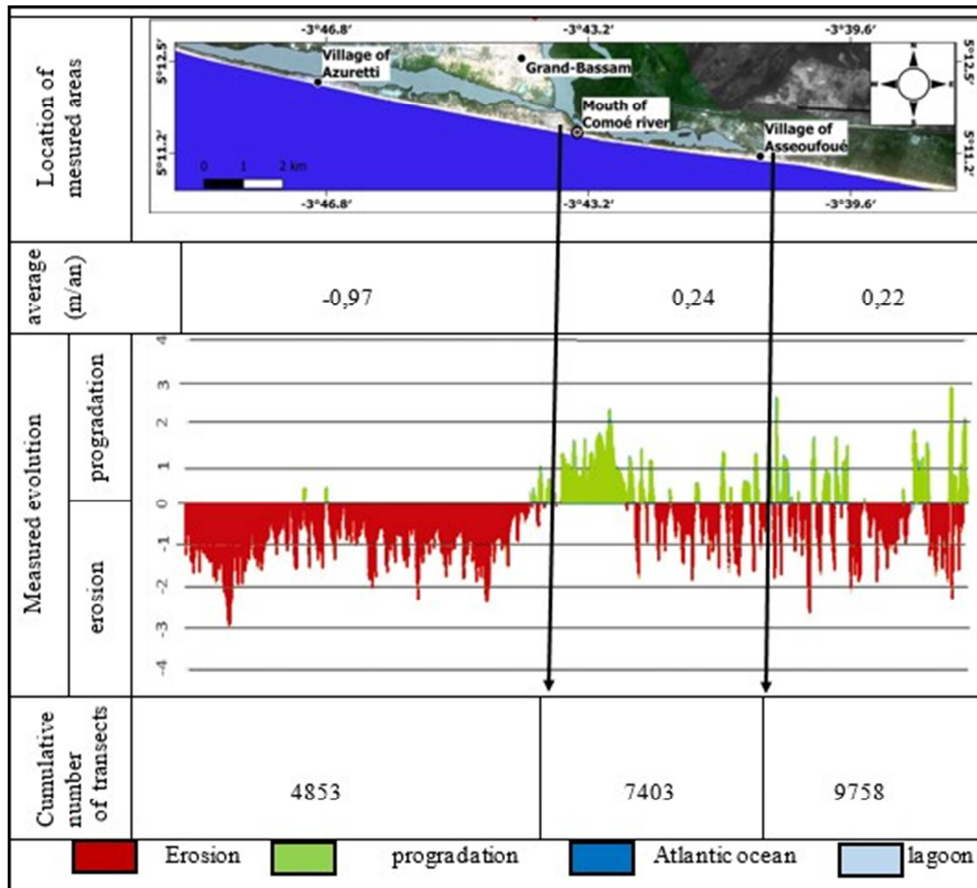 Location of
mesured areas
-3°46.8’ -3°43.2’ -3°39.6’
5°12.5’
5°11.2’
Village of
Azuretti
Grand-Bassam
Mouth of
Comoé river
Village of
Asseoufoué
5°12.5’
5°11.2’
0 1 2 km
-3°46.8’ -3°43.2’ -3°39.6’
average
(m/an)
-0,97 0,24 0,22
Measured evolution
progradation
erosion
4
3
2
1
0
-1
-2
-3
-4
Cumulative
number
of transects
4853 7403 9758
Erosion progradation Atlantic ocean lagoon